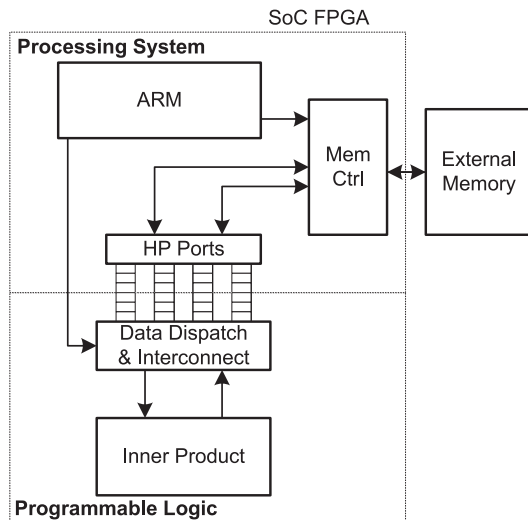 SoC FPGA
Processing System
ARM
Mem
Ctrl
External
Memory
HP Ports
Data Dispatch
& Interconnect
Inner Product
Programmable Logic